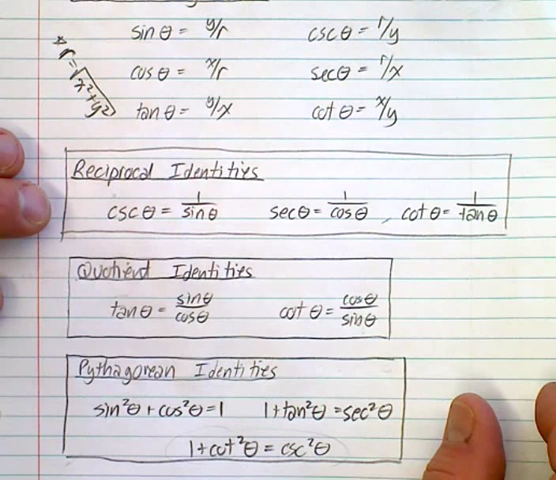 sinθ = y/r cscθ = r/y
* r = √x²+y²
cosθ = x/r secθ = r/x
tanθ = y/x cotθ = x/y
Reciprocal Identities
cscθ = 1/sinθ secθ = 1/cosθ, cotθ = 1/tanθ
Quotient Identities
tanθ = sinθ/cosθ cotθ = cosθ/sinθ
Pythagorean Identities
sin²θ + cos²θ = 1 1 + tan²θ = sec²θ
1 + cot²θ = csc²θ